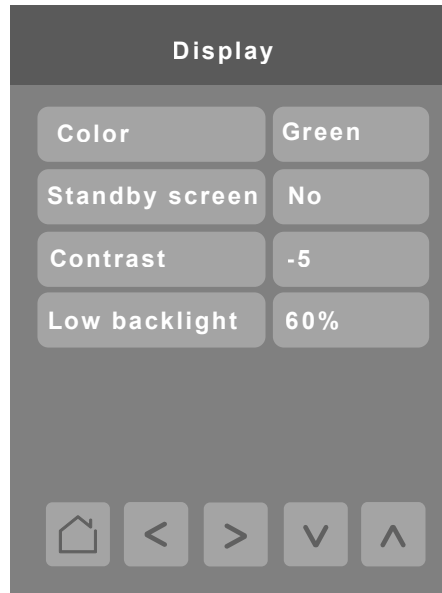 Display
Color Green
Standby screen No
Contrast -5
Low backlight 60%
< > v ʌ